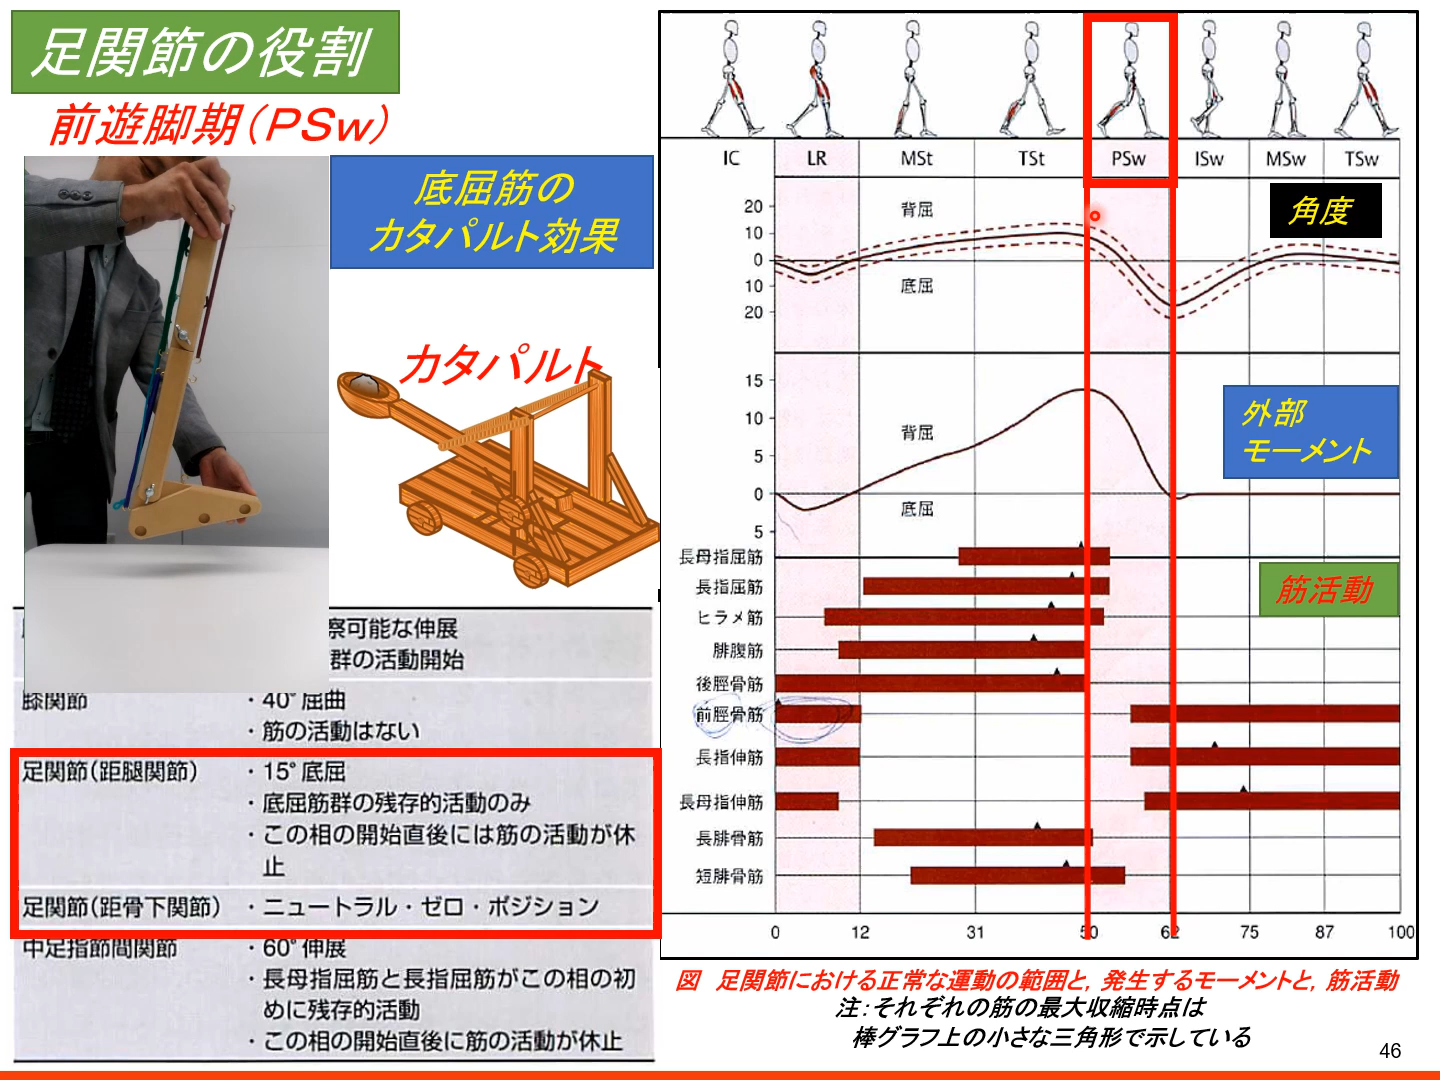 足関節の役割
前遊脚期(PSw)
底屈筋の
カタパルト効果
カタパルト
察可能な伸展
群の活動開始
膝関節 ・40°屈曲
・筋の活動はない
足関節(距腿関節) ・15°底屈
・底屈筋群の残存的活動のみ
・この相の開始直後には筋の活動が休
止
足関節(距骨下関節) ・ニュートラル・ゼロ・ポジション
中足指節間関節 ・60°伸展
・長母指屈筋と長指屈筋がこの相の初
めに残存的活動
・この相の開始直後に筋の活動が休止
IC LR MSt TSt PSw ISw MSw TSw
角度
20
10
0
10
20
背屈
底屈
外部
モーメント
15
10
5
0
5
背屈
底屈
筋活動
長母指屈筋
長指屈筋
ヒラメ筋
腓腹筋
後脛骨筋
前脛骨筋
長指伸筋
長母指伸筋
長腓骨筋
短腓骨筋
0 12 31 50 62 75 87 100
図 足関節における正常な運動の範囲と, 発生するモーメントと, 筋活動
注:それぞれの筋の最大収縮時点は
棒グラフ上の小さな三角形で示している
46